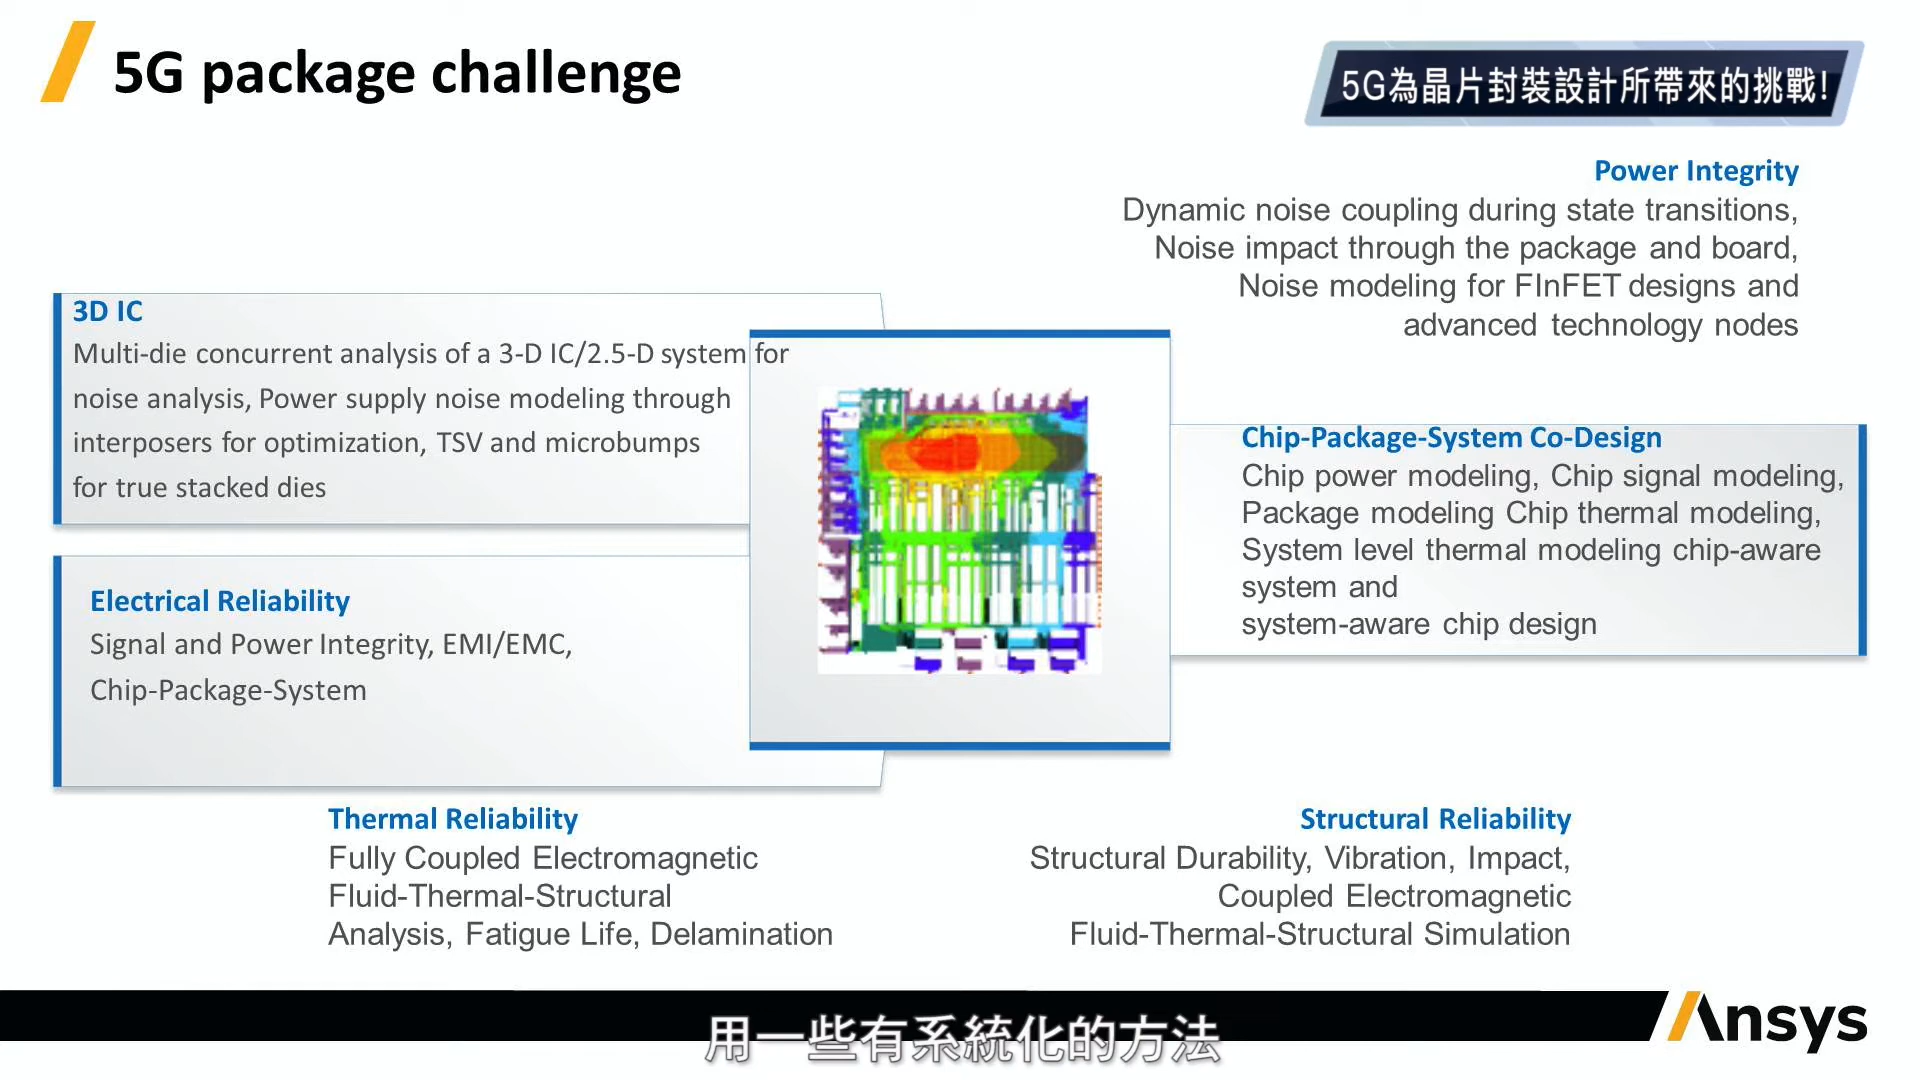 5G package challenge
5G為晶片封裝設計所帶來的挑戰!
Power Integrity
Dynamic noise coupling during state transitions,
Noise impact through the package and board,
Noise modeling for FInFET designs and
advanced technology nodes
3D IC
Multi-die concurrent analysis of a 3-D IC/2.5-D system for
noise analysis, Power supply noise modeling through
interposers for optimization, TSV and microbumps
for true stacked dies
Chip-Package-System Co-Design
Chip power modeling, Chip signal modeling,
Package modeling Chip thermal modeling,
System level thermal modeling chip-aware
system and
system-aware chip design
Electrical Reliability
Signal and Power Integrity, EMI/EMC,
Chip-Package-System
Thermal Reliability
Fully Coupled Electromagnetic
Fluid-Thermal-Structural
Analysis, Fatigue Life, Delamination
Structural Reliability
Structural Durability, Vibration, Impact,
Coupled Electromagnetic
Fluid-Thermal-Structural Simulation
用一些有系統化的方法
Ansys